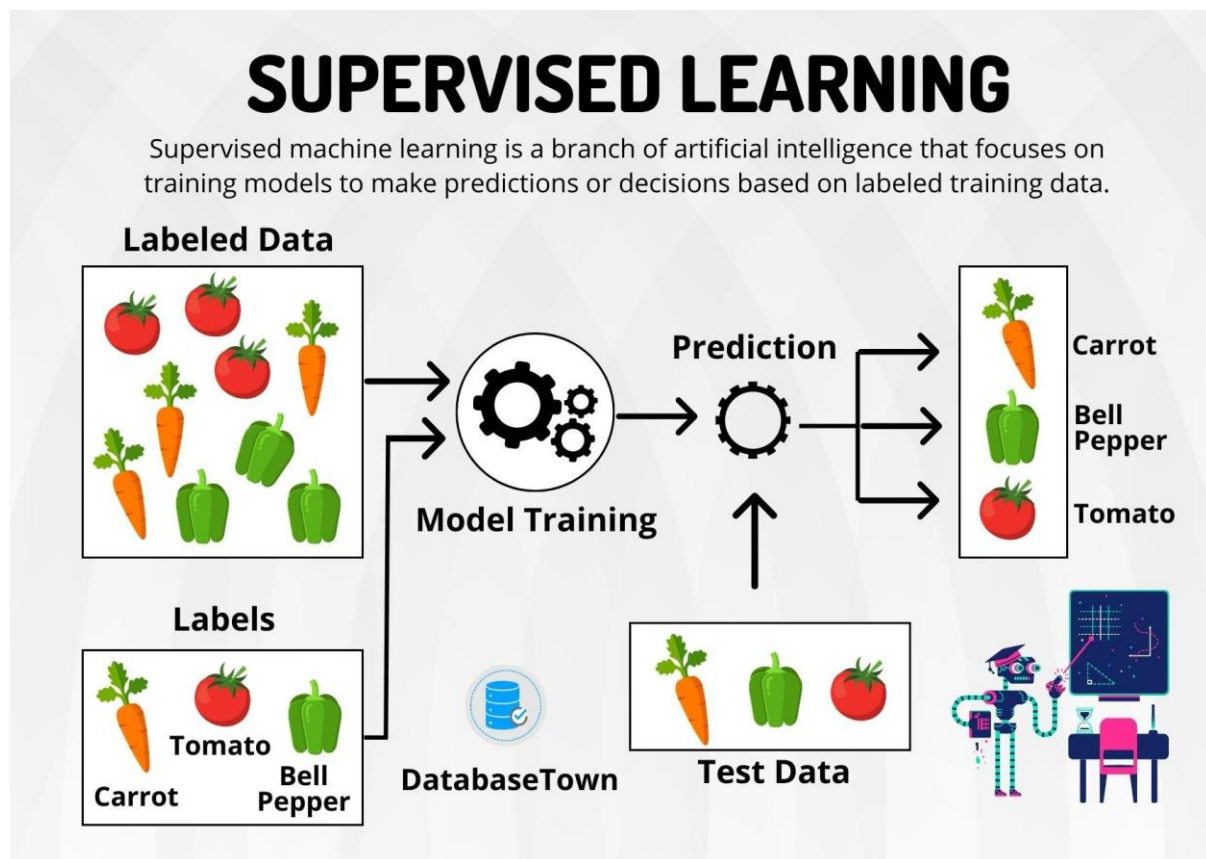 SUPERVISED LEARNING
Supervised machine learning is a branch of artificial intelligence that focuses on
training models to make predictions or decisions based on labeled training data.
Labeled Data
Prediction
Carrot
Bell
Pepper
Tomato
Model Training
Labels
Tomato
Carrot
Bell
Pepper
DatabaseTown
Test Data